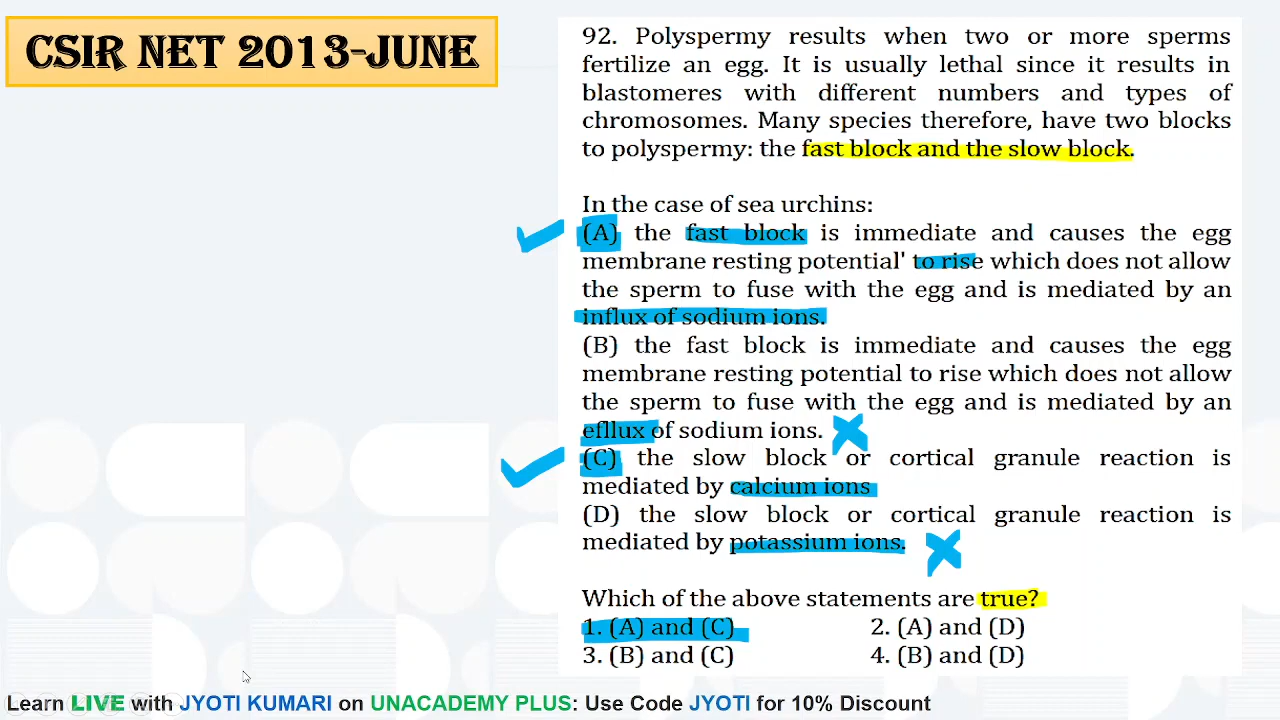 CSIR NET 2013-JUNE
92. Polyspermy results when two or more sperms
fertilize an egg. It is usually lethal since it results in
blastomeres with different numbers and types of
chromosomes. Many species therefore, have two blocks
to polyspermy: the fast block and the slow block.
In the case of sea urchins:
(A) the fast block is immediate and causes the egg
membrane resting potential' to rise which does not allow
the sperm to fuse with the egg and is mediated by an
influx of sodium ions.
(B) the fast block is immediate and causes the egg
membrane resting potential to rise which does not allow
the sperm to fuse with the egg and is mediated by an
efllux of sodium ions.
(C) the slow block or cortical granule reaction is
mediated by calcium ions
(D) the slow block or cortical granule reaction is
mediated by potassium ions.
Which of the above statements are true?
1. (A) and (C) 2. (A) and (D)
3. (B) and (C) 4. (B) and (D)
Learn LIVE with JYOTI KUMARI on UNACADEMY PLUS: Use Code JYOTI for 10% Discount